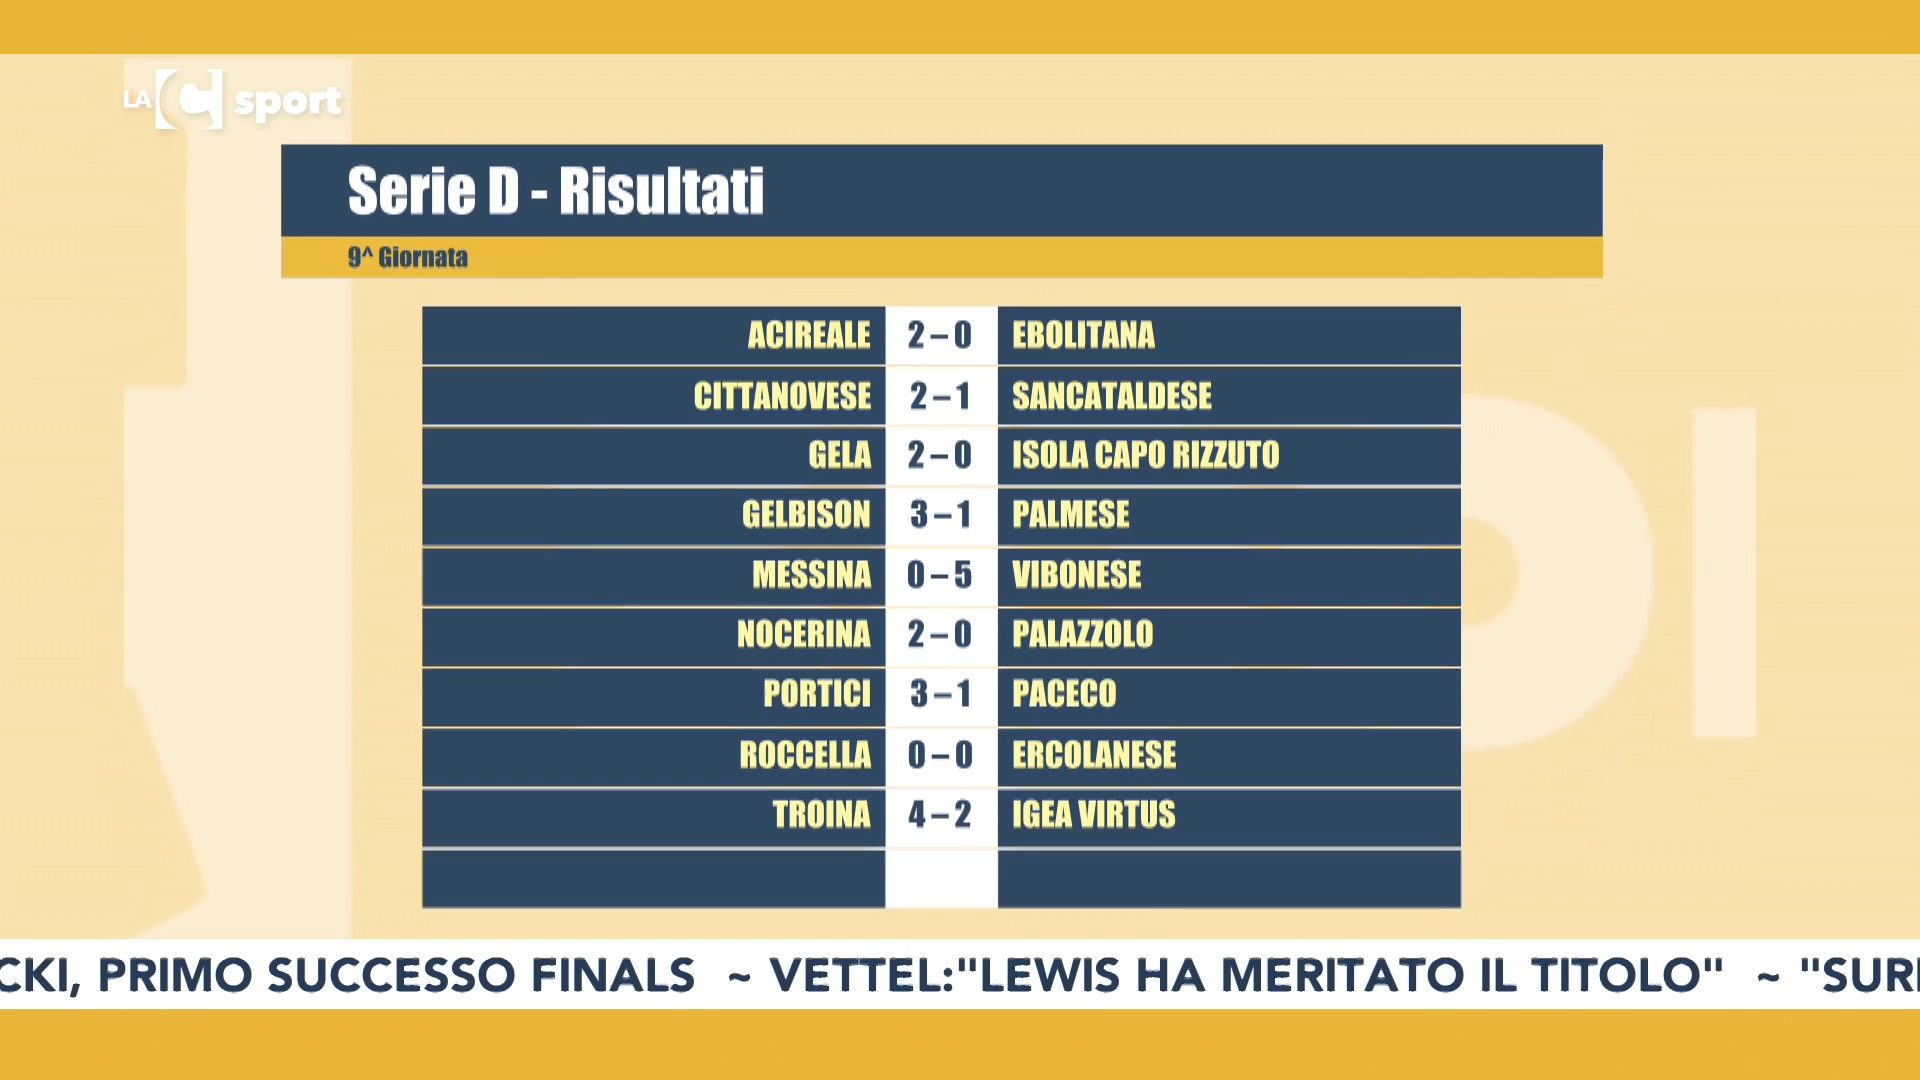 LA C sport
Serie D - Risultati
9^ Giornata
ACIREALE 2 – 0 EBOLITANA
CITTANOVESE 2 – 1 SANCATALDESE
GELA 2 – 0 ISOLA CAPO RIZZUTO
GELBISON 3 – 1 PALMESE
MESSINA 0 – 5 VIBONESE
NOCERINA 2 – 0 PALAZZOLO
PORTICI 3 – 1 PACECO
ROCCELLA 0 – 0 ERCOLANESE
TROINA 4 – 2 IGEA VIRTUS
CKI, PRIMO SUCCESSO FINALS ~ VETTEL:"LEWIS HA MERITATO IL TITOLO" ~ "SURI